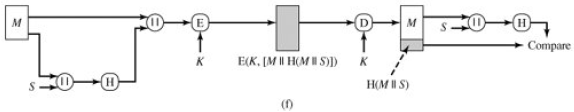 M || E D M || H
S Compare
S || H K E(K, [M || H(M || S)]) K
H(M || S)
(f)